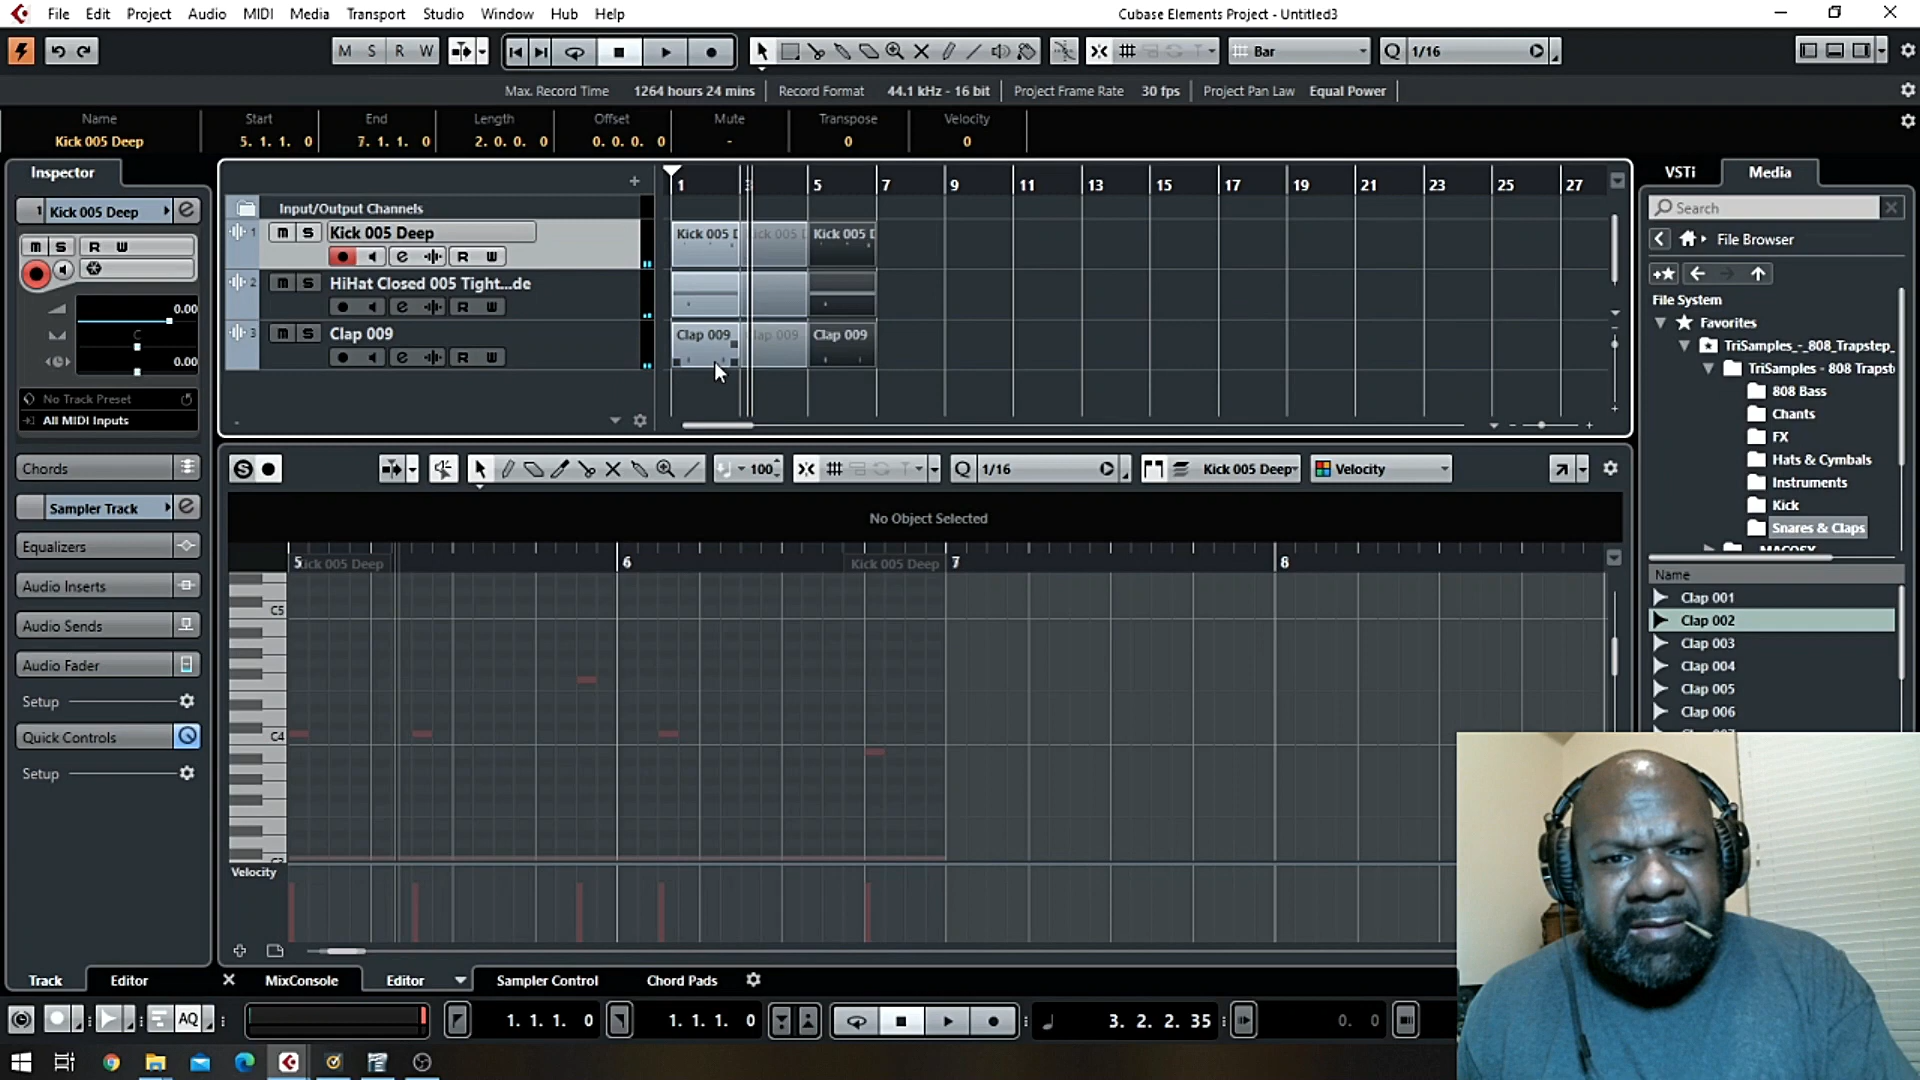 File Edit Project Audio MIDI Media Transport Studio Window Hub Help
Cubase Elements Project - Untitled3
M S R W
Bar
Q 1/16
Max. Record Time 1264 hours 24 mins Record Format 44.1 kHz - 16 bit Project Frame Rate 30 fps Project Pan Law Equal Power
Name Start End Length Offset Mute Transpose Velocity
Kick 005 Deep 5. 1. 1. 0 7. 1. 1. 0 2. 0. 0. 0 0. 0. 0. 0 - 0 0
Inspector
1 Kick 005 Deep
m S R W
0.00
C
0.00
No Track Preset
All MIDI Inputs
Chords
Sampler Track
Equalizers
Audio Inserts
Audio Sends
Audio Fader
Setup
Quick Controls
Setup
Track Editor
1 3 5 7 9 11 13 15 17 19 21 23 25 27
Input/Output Channels
1 m S Kick 005 Deep
e R W
2 m S HiHat Closed 005 Tight...de
e R W
3 m S Clap 009
e R W
Kick 005 D Kick 005 D Kick 005 D
Clap 009 Clap 009 Clap 009
S 100 Q 1/16 Kick 005 Deep Velocity
No Object Selected
5 6 7 8
Kick 005 Deep Kick 005 Deep
C5
C4
C3
Velocity
MixConsole Editor Sampler Control Chord Pads
VSTi Media
Search
File Browser
File System
Favorites
TriSamples_-_808_Trapstep_
TriSamples - 808 Trapst
808 Bass
Chants
FX
Hats & Cymbals
Instruments
Kick
Snares & Claps
Name
Clap 001
Clap 002
Clap 003
Clap 004
Clap 005
Clap 006
AQ 1. 1. 1. 0 1. 1. 1. 0 3. 2. 2. 35 0. 0